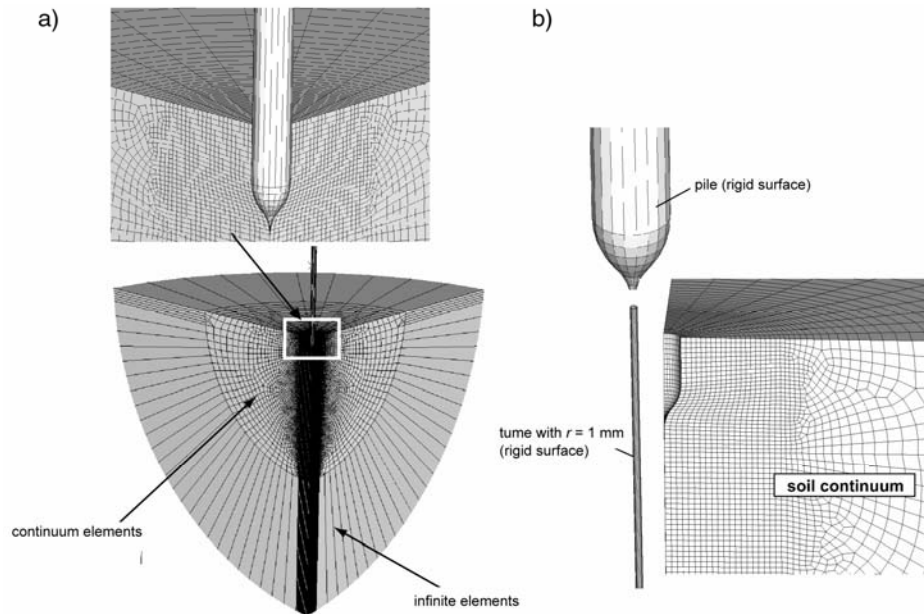 a)
b)
pile (rigid surface)
tume with r = 1 mm
(rigid surface)
soil continuum
continuum elements
infinite elements